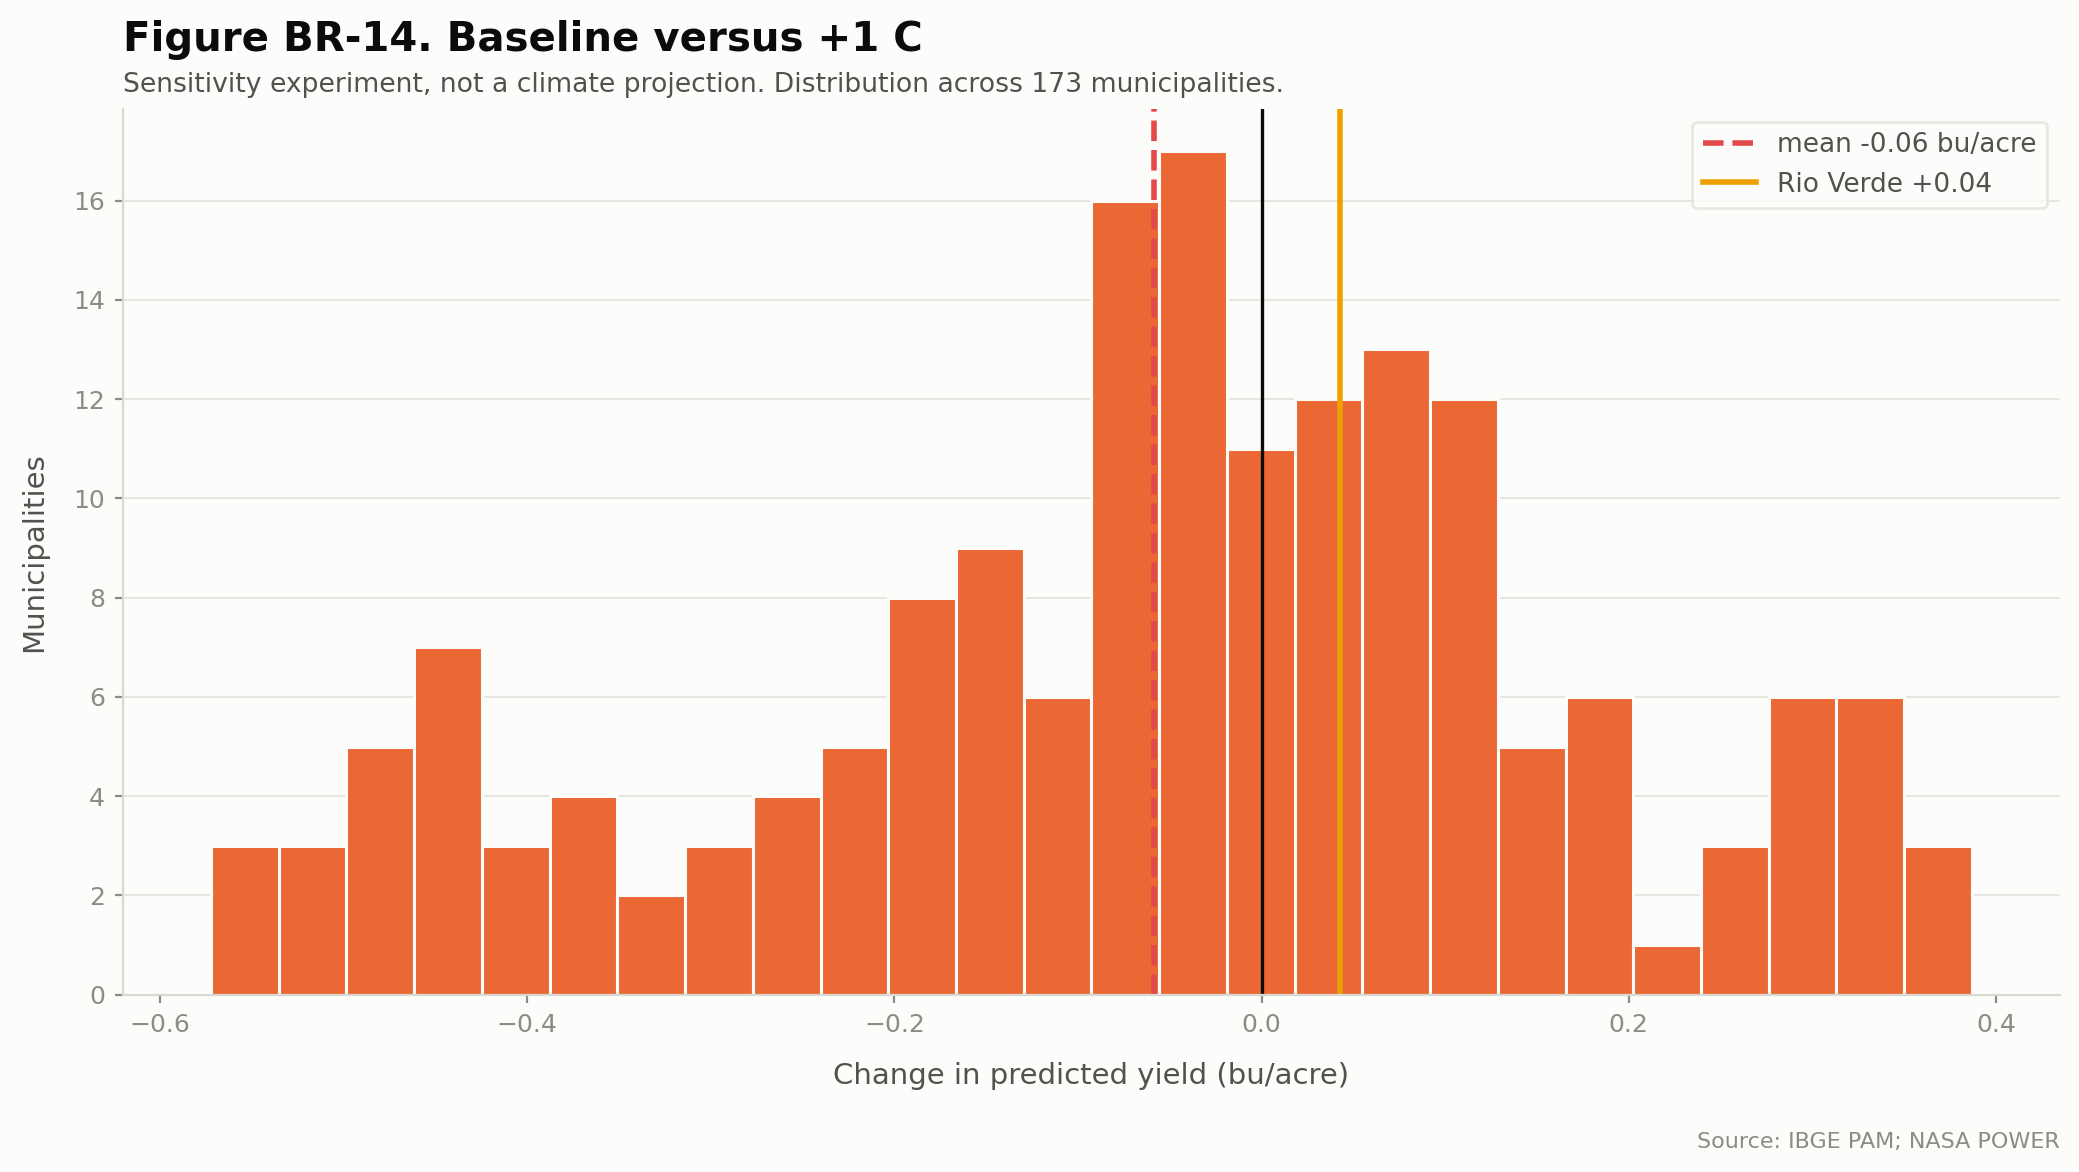 Figure BR-14. Baseline versus +1 C
Sensitivity experiment, not a climate projection. Distribution across 173 municipalities.
mean -0.06 bu/acre
Rio Verde +0.04
Municipalities
16
14
12
10
8
6
4
2
0
−0.6 −0.4 −0.2 0.0 0.2 0.4
Change in predicted yield (bu/acre)
Source: IBGE PAM; NASA POWER